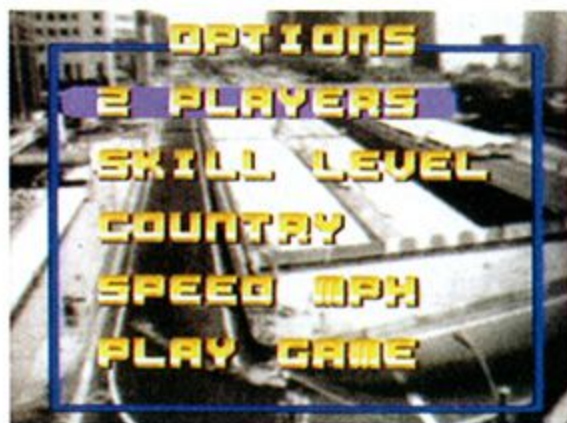 OPTIONS
2 PLAYERS
SKILL LEVEL
COUNTRY
SPEED MPH
PLAY GAME